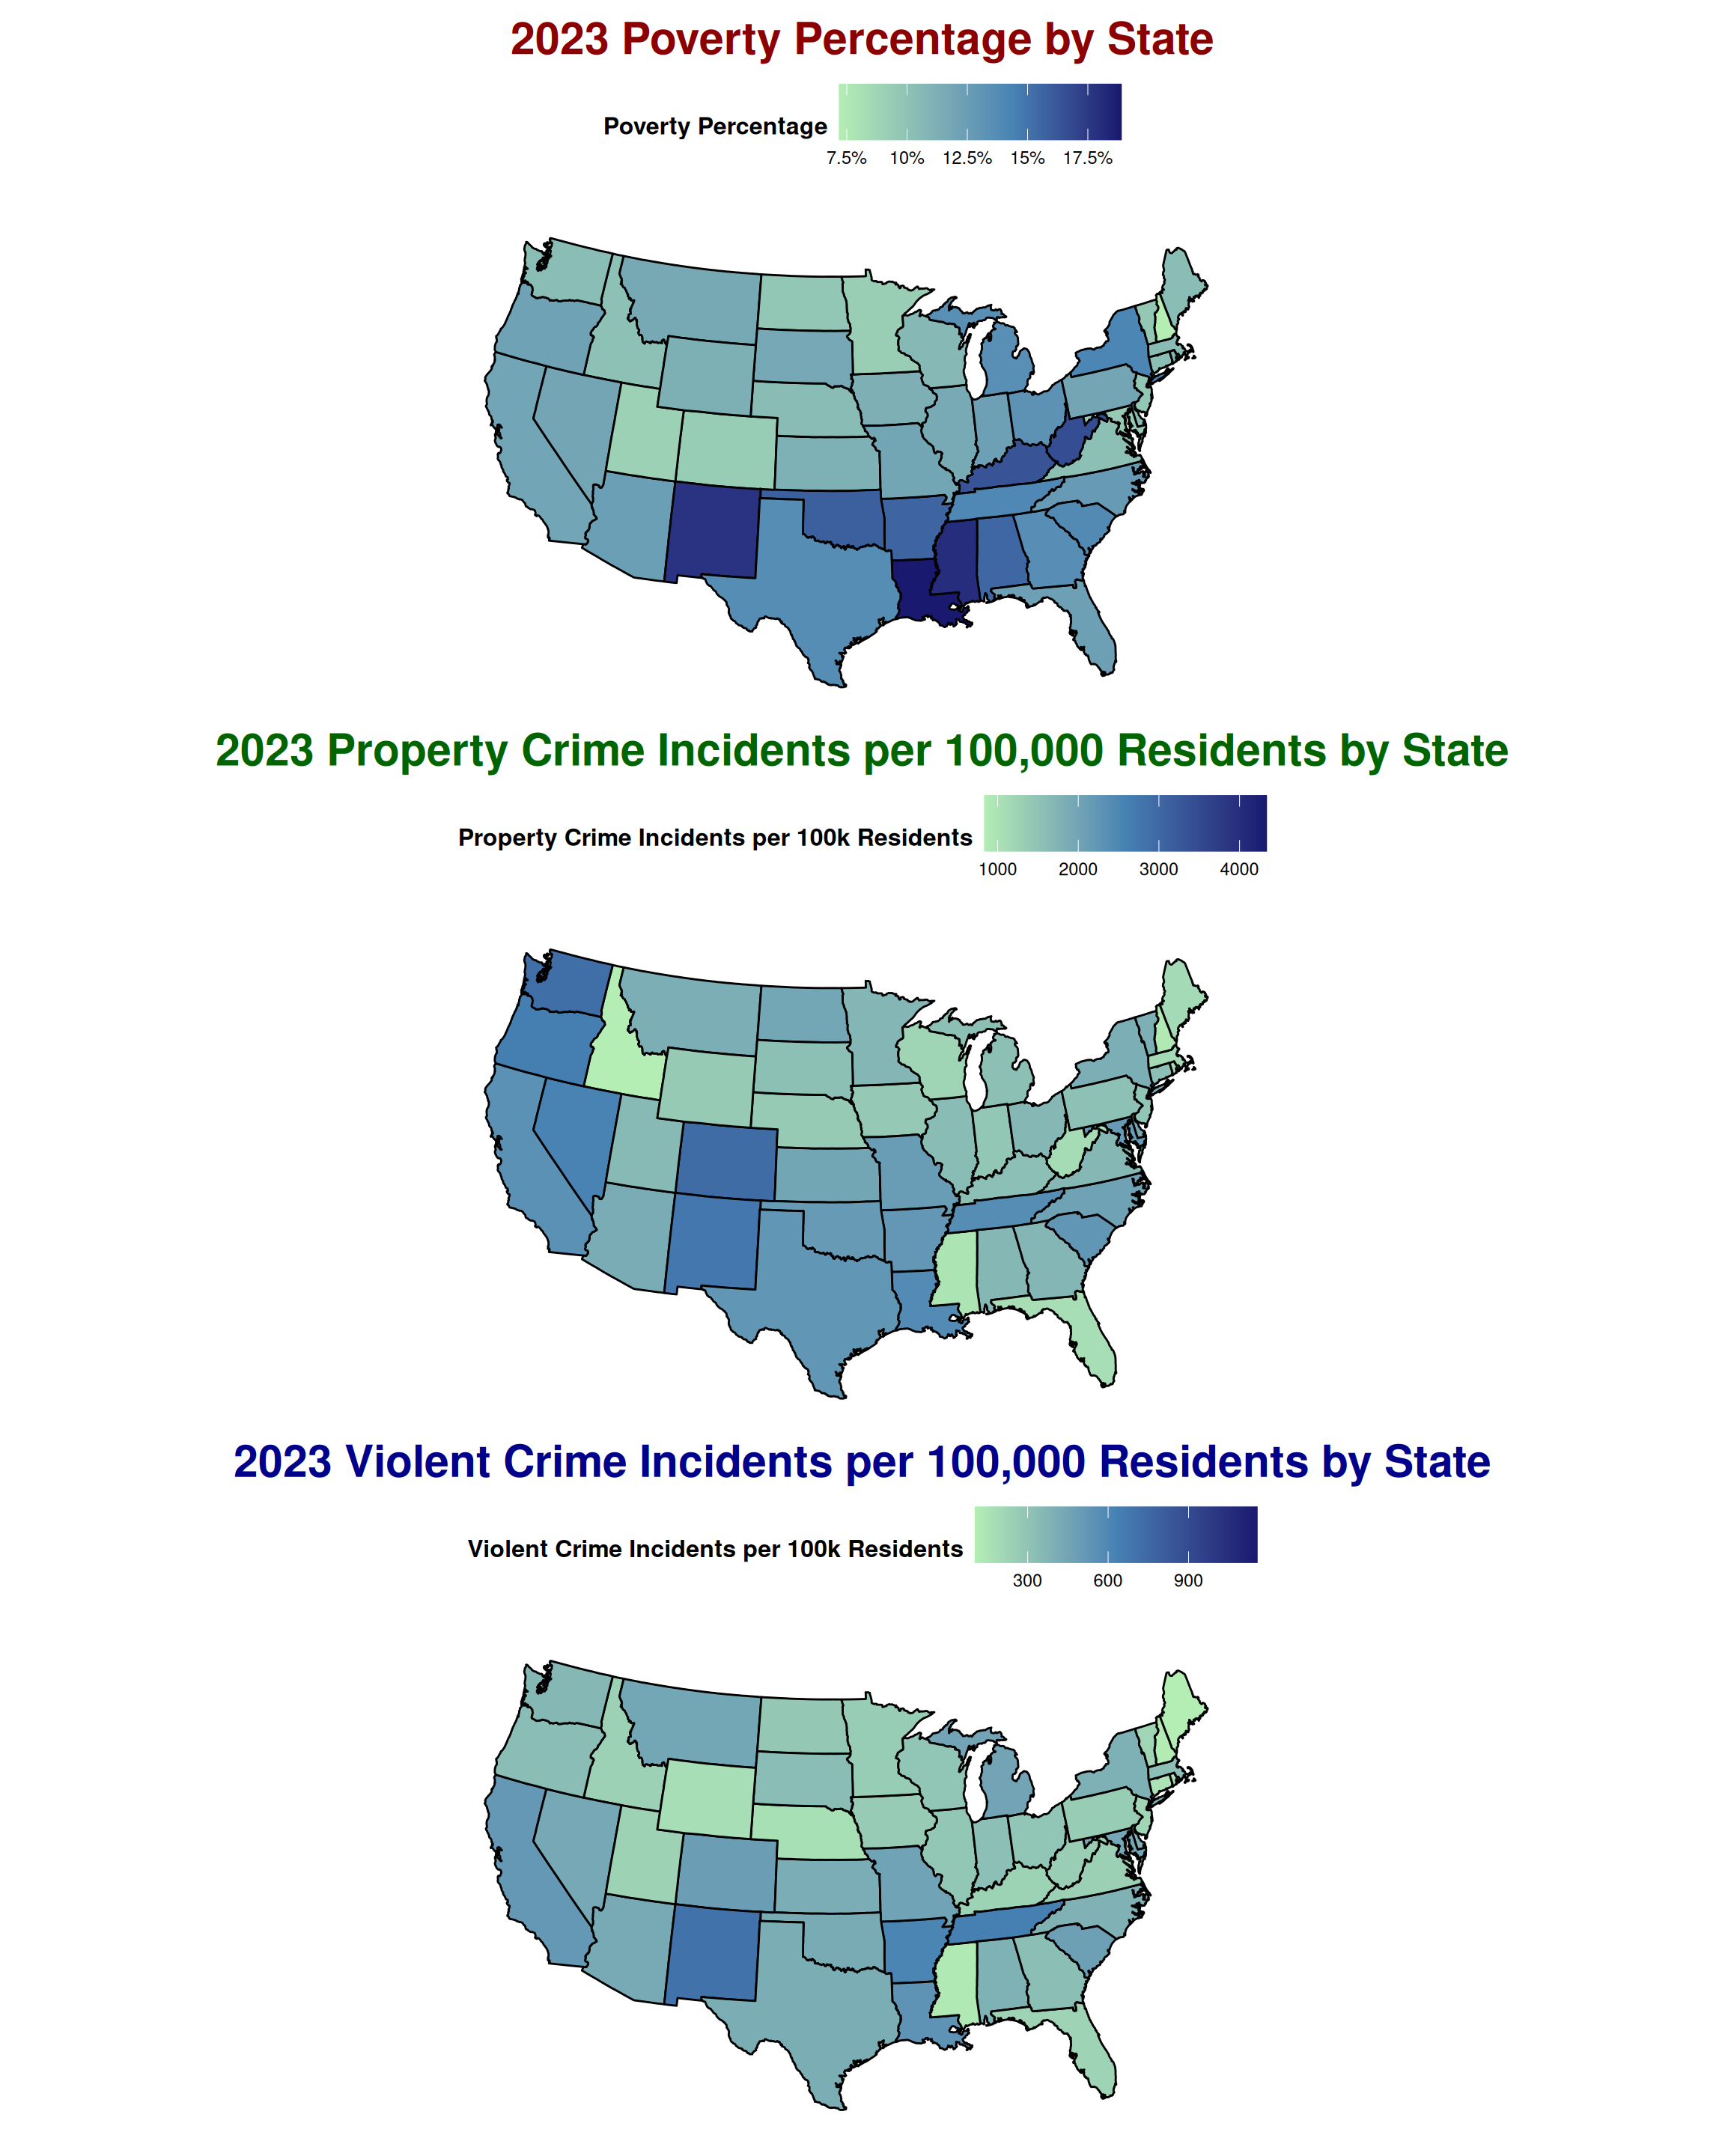 2023 Poverty Percentage by State
Poverty Percentage
7.5% 10% 12.5% 15% 17.5%
2023 Property Crime Incidents per 100,000 Residents by State
Property Crime Incidents per 100k Residents
1000 2000 3000 4000
2023 Violent Crime Incidents per 100,000 Residents by State
Violent Crime Incidents per 100k Residents
300 600 900